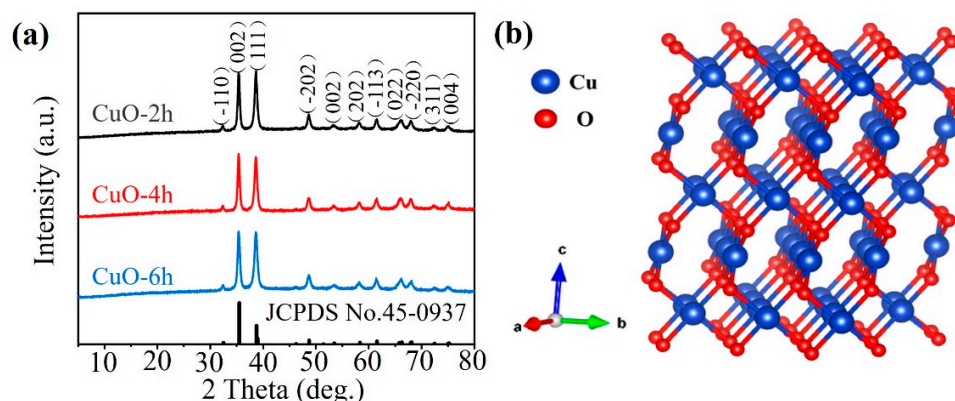 (a)
Intensity (a.u.)
CuO-2h
(-110)
(002)
(111)
(-202)
(002)
(202)
(-113)
(022)
(-220)
(311)
(004)
CuO-4h
CuO-6h
JCPDS No.45-0937
10 20 30 40 50 60 70 80
2 Theta (deg.)
(b)
Cu
O
c
a
b